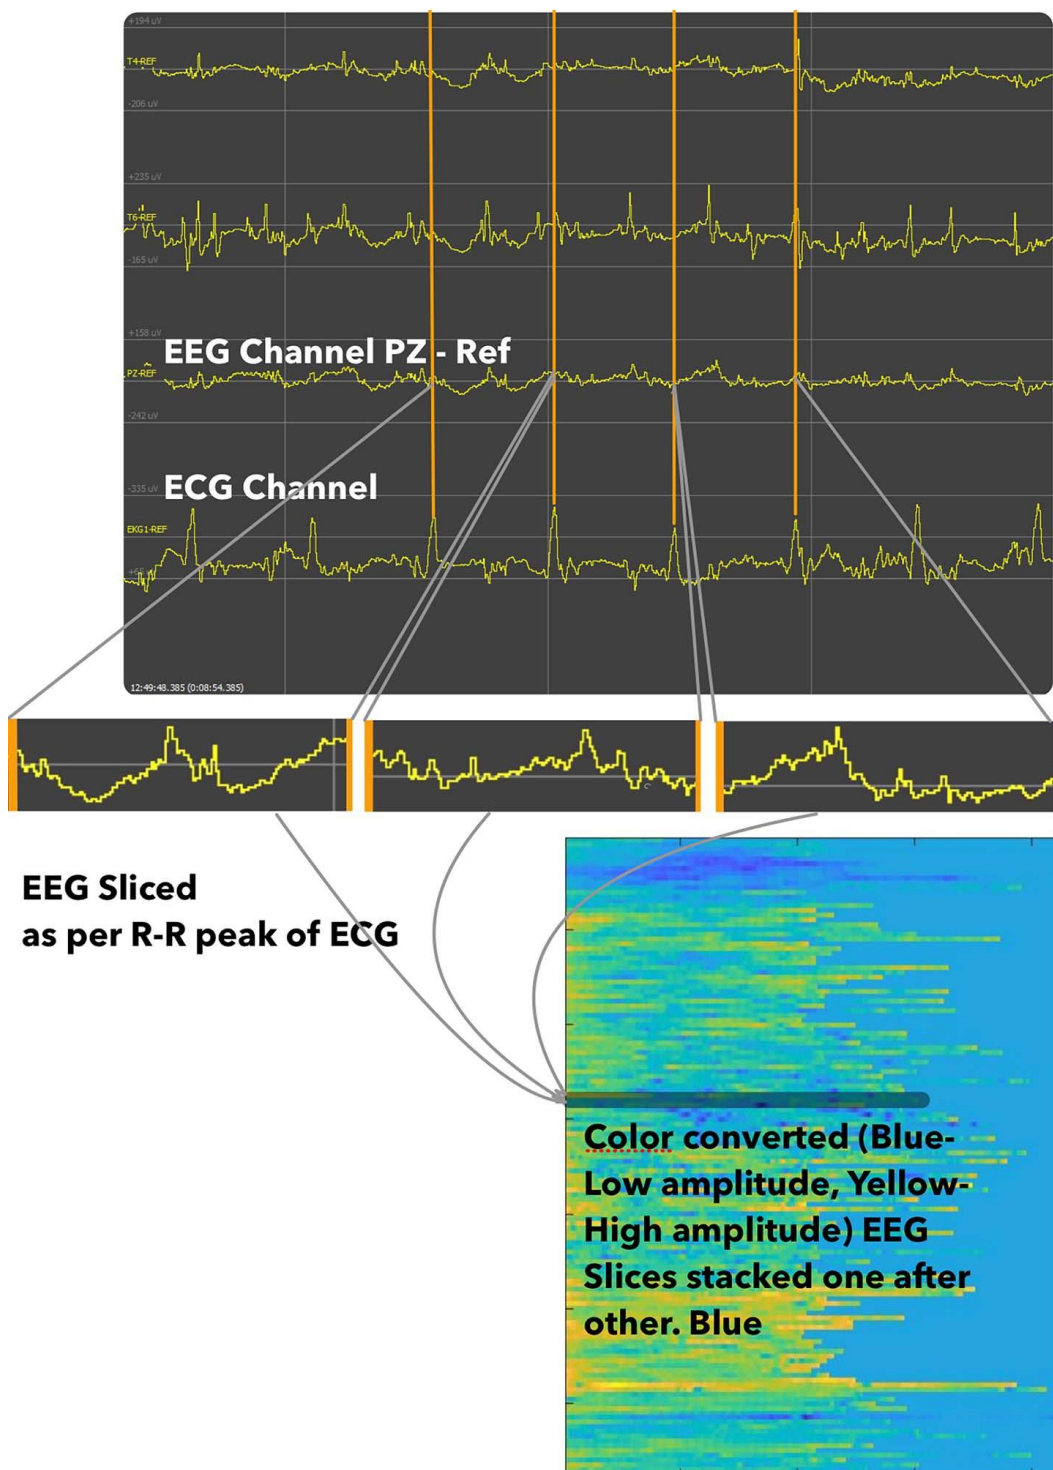 +194 uV
T4-REF
-206 uV
+235 uV
T6-REF
-165 uV
+158 uV
EEG Channel PZ - Ref
PZ-REF
-242 uV
-335 uV
ECG Channel
EKG1-REF
12:49:48.385 (0:08:54.385)
EEG Sliced
as per R-R peak of ECG
Color converted (Blue-
Low amplitude, Yellow-
High amplitude) EEG
Slices stacked one after
other. Blue